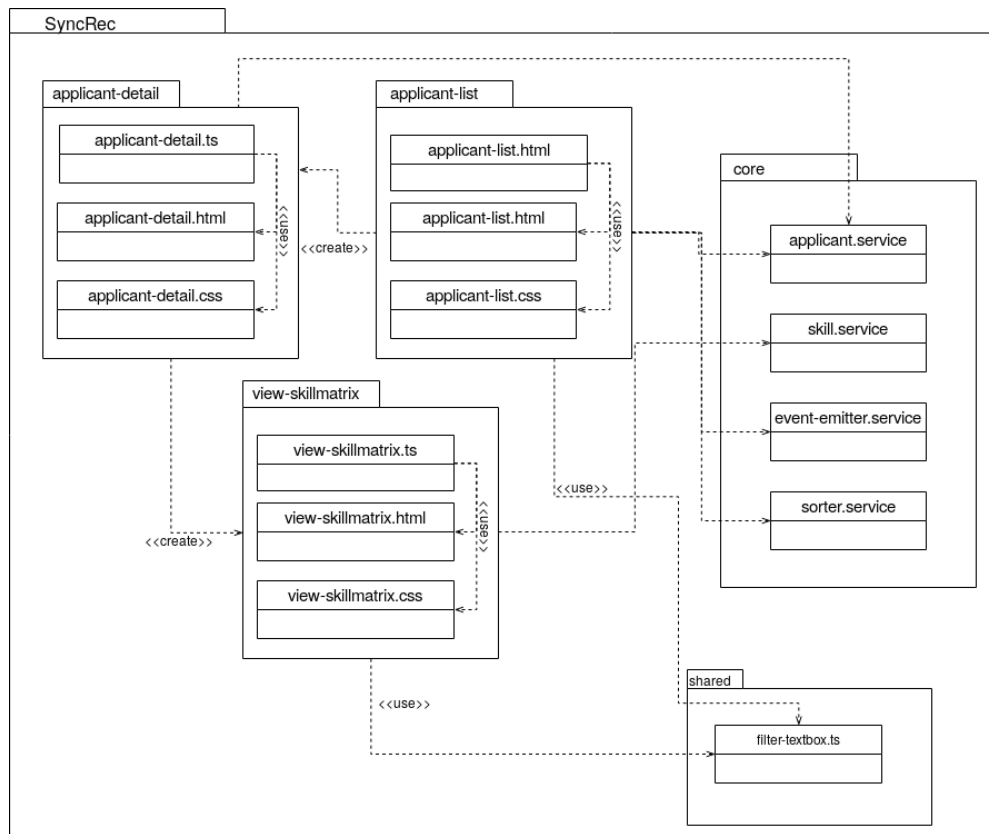 SyncRec
applicant-detail
applicant-detail.ts
applicant-detail.html
applicant-detail.css
<<use>>
<<create>>
applicant-list
applicant-list.html
applicant-list.html
applicant-list.css
<<use>>
core
applicant.service
skill.service
event-emitter.service
sorter.service
view-skillmatrix
view-skillmatrix.ts
view-skillmatrix.html
view-skillmatrix.css
<<use>>
<<create>>
<<use>>
<<use>>
shared
filter-textbox.ts